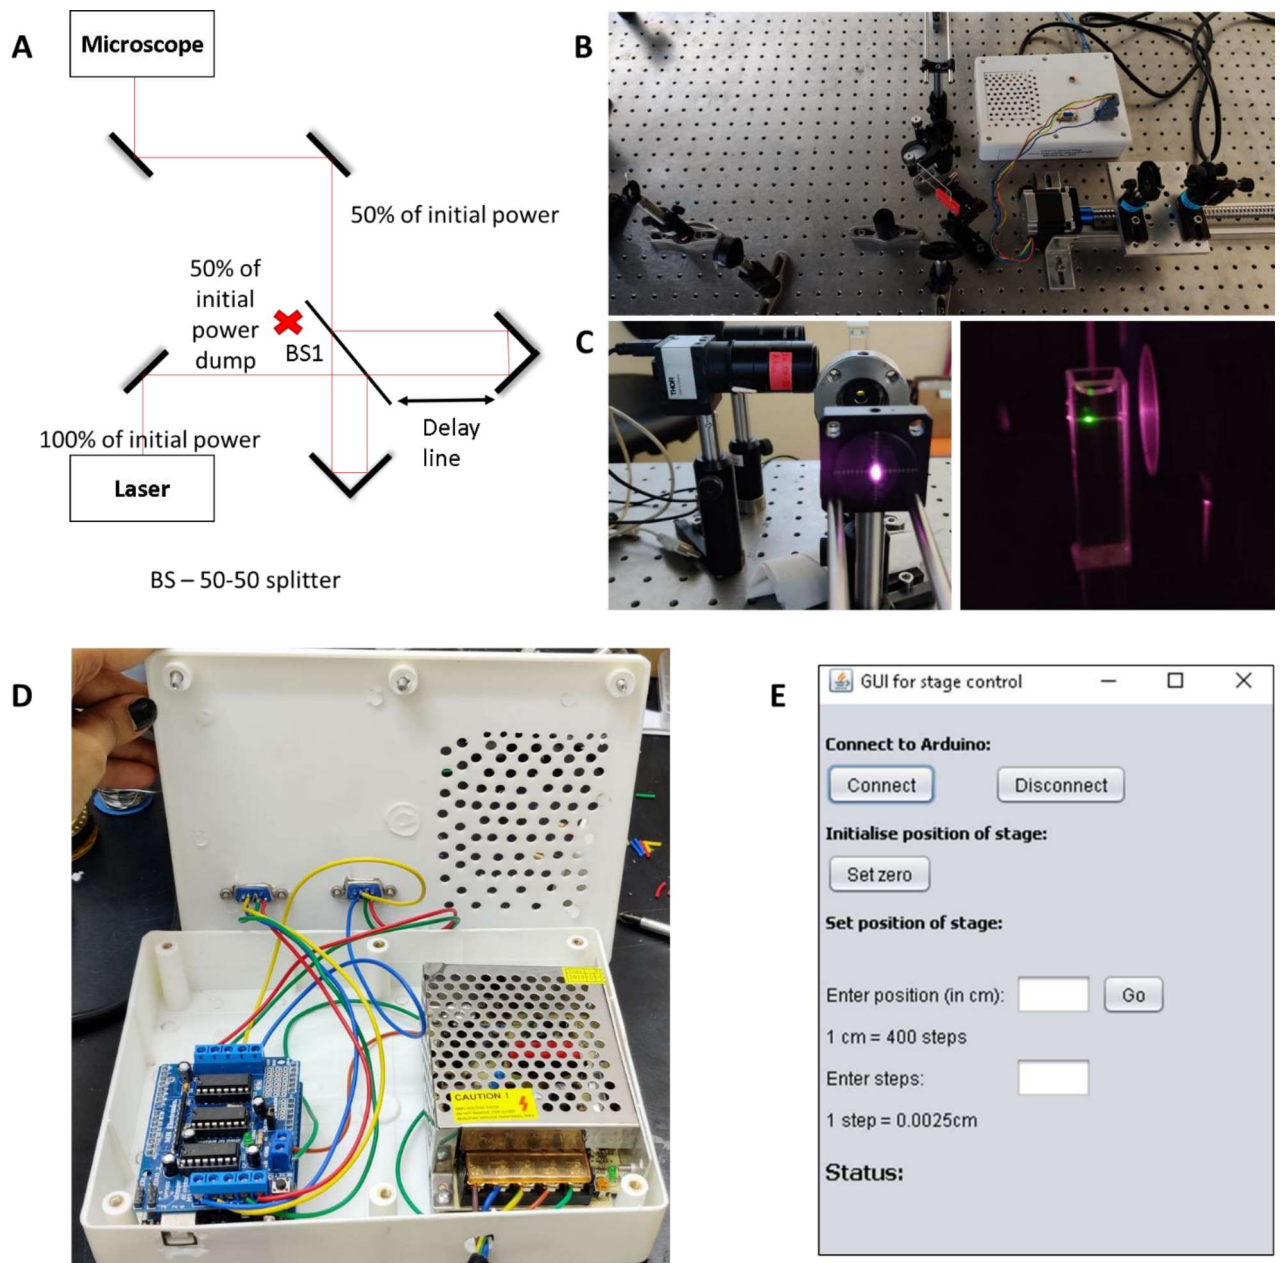 A
Microscope
50% of initial power
50% of
initial
power
dump
BS1
100% of initial power
Delay
line
Laser
BS – 50-50 splitter
B
C
THOR
D
CAUTION !
E
GUI for stage control
Connect to Arduino:
Connect
Disconnect
Initialise position of stage:
Set zero
Set position of stage:
Enter position (in cm):
Go
1 cm = 400 steps
Enter steps:
1 step = 0.0025cm
Status: